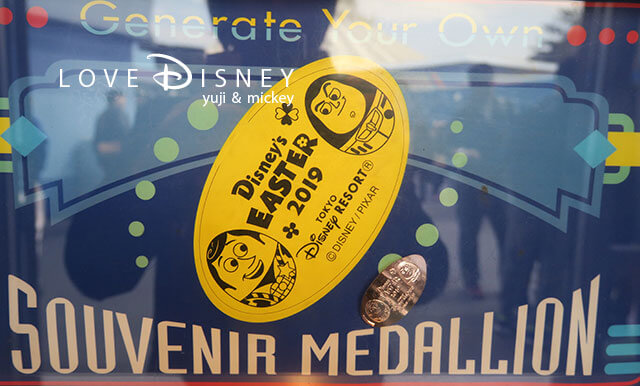 Generate Your Own
LOVE DISNEY
yuji & mickey
Disney's
EASTER
2019
TOKYO
DISNEY RESORT®
©DISNEY/PIXAR
SOUVENIR MEDALLION